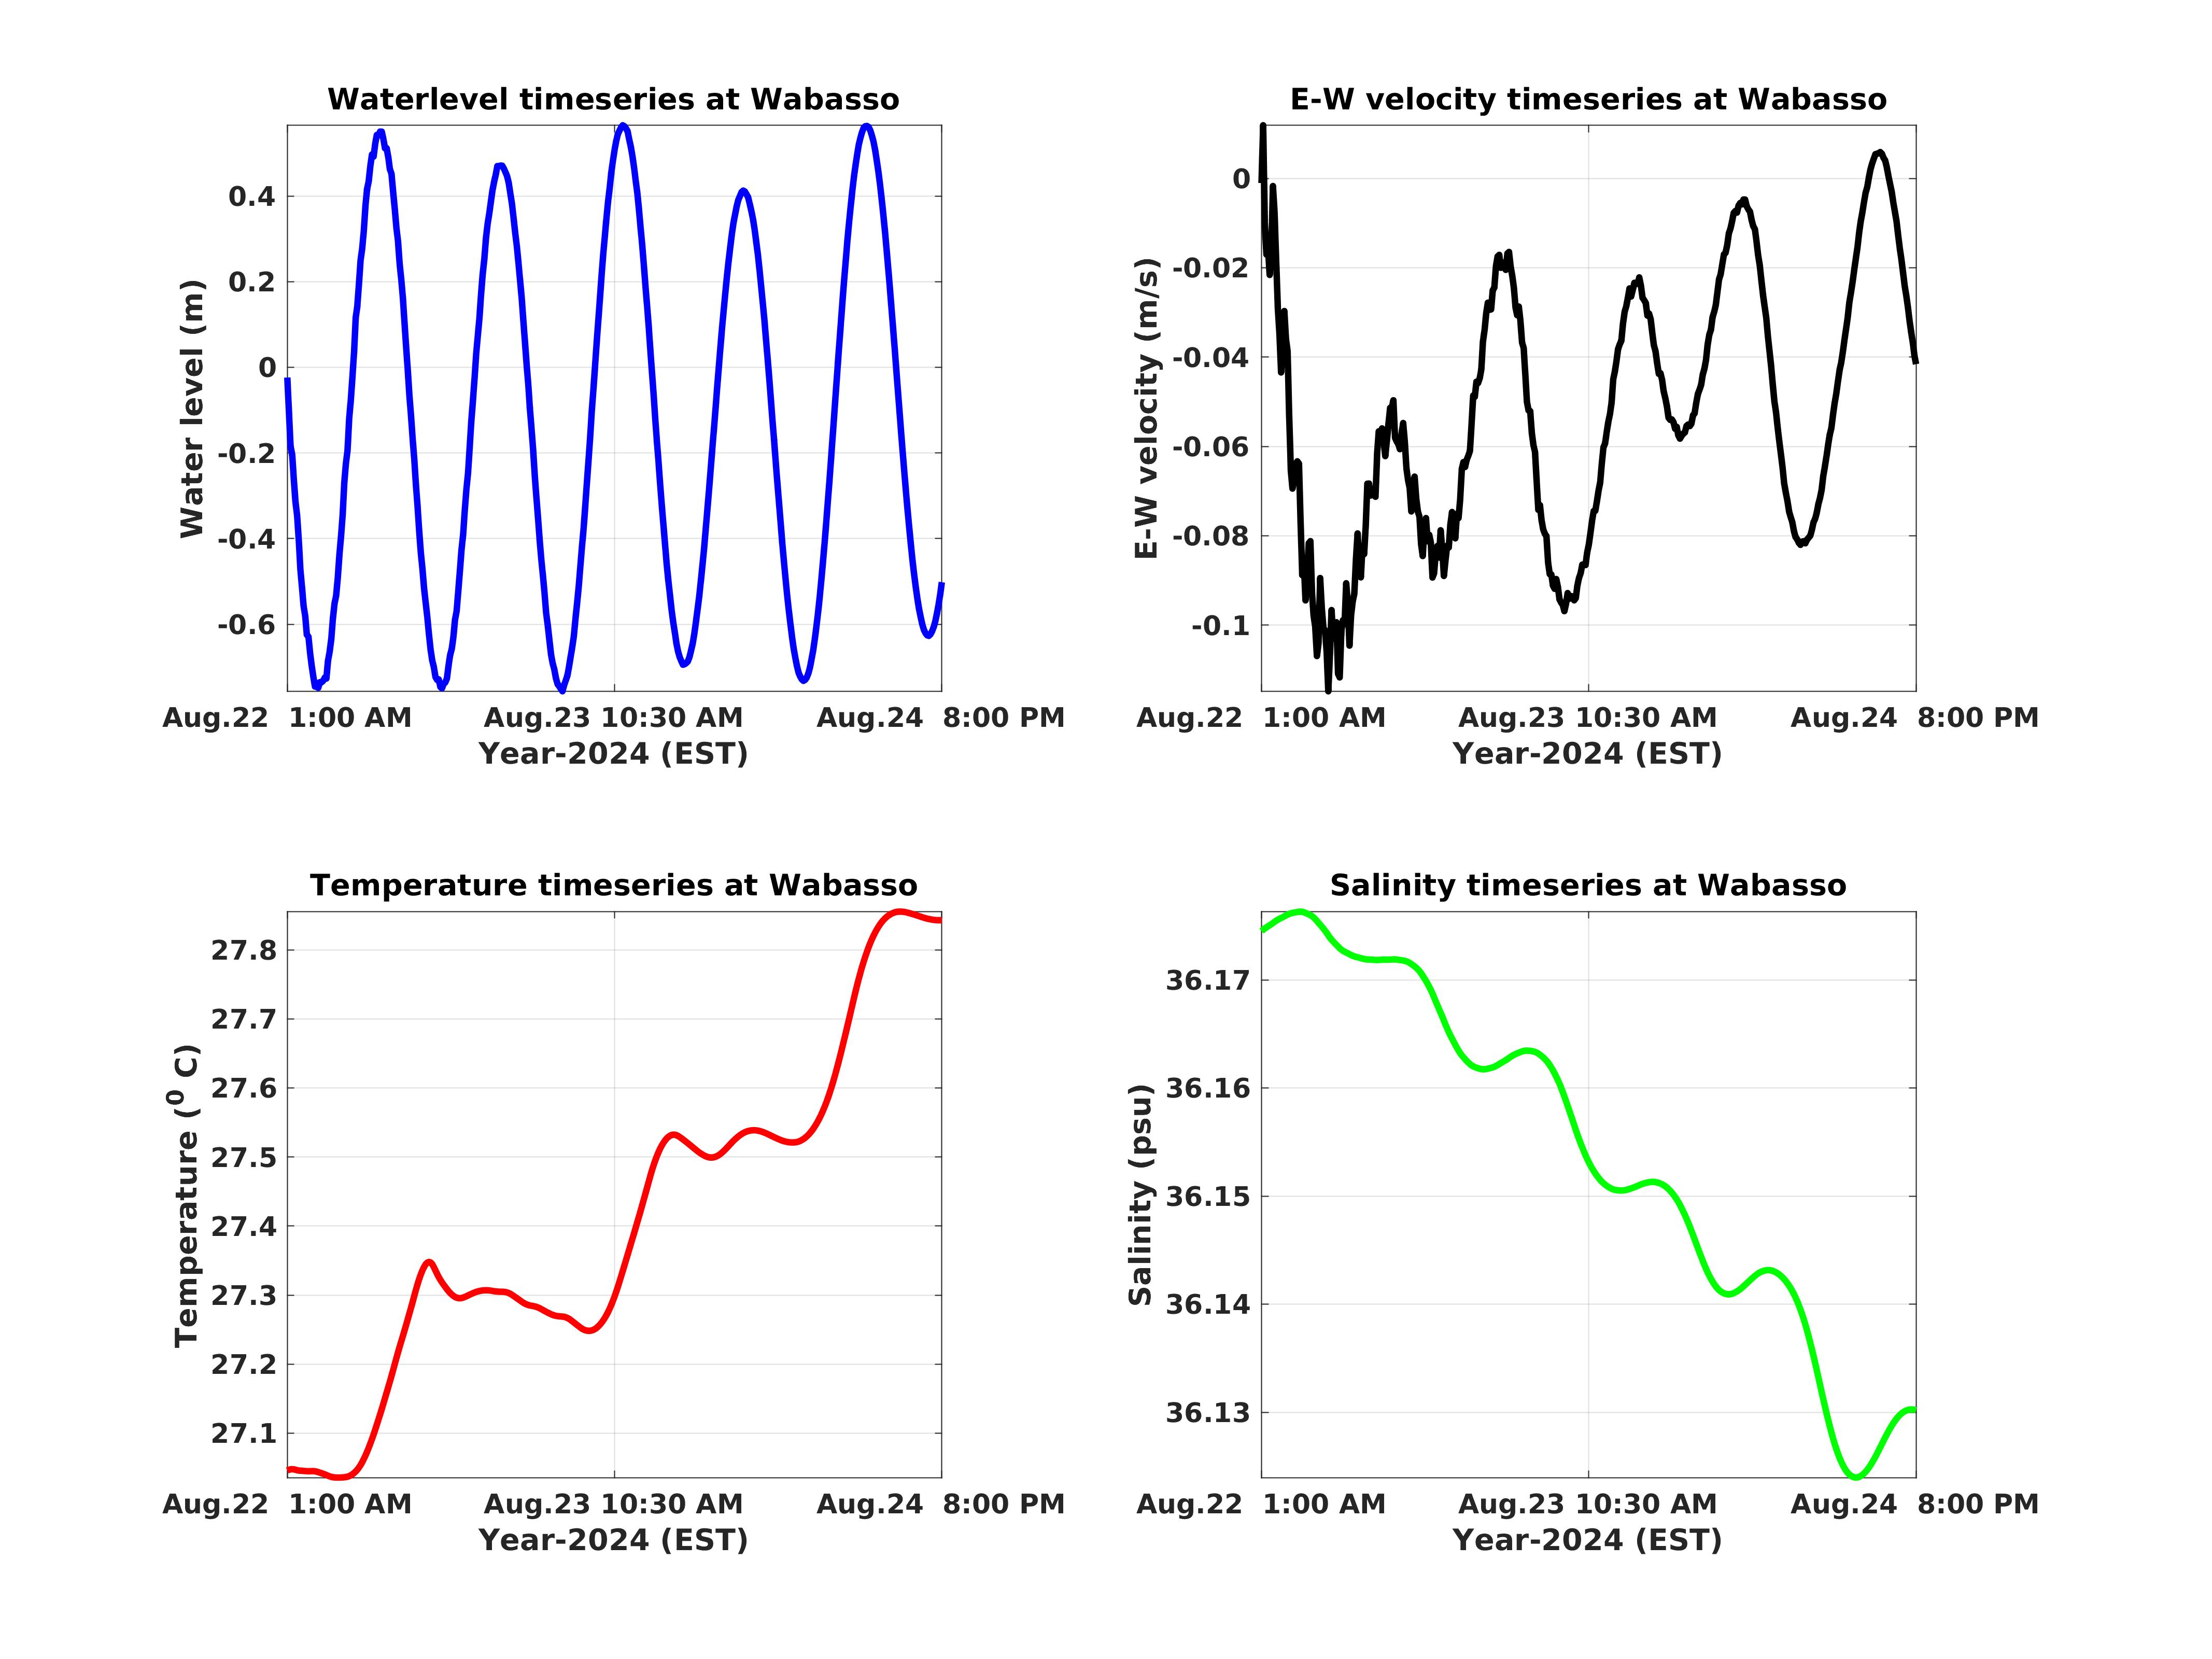 Waterlevel timeseries at Wabasso
0.4
0.2
0
-0.2
-0.4
-0.6
Water level (m)
Aug.22 1:00 AM Aug.23 10:30 AM Aug.24 8:00 PM
Year-2024 (EST)
E-W velocity timeseries at Wabasso
0
-0.02
-0.04
-0.06
-0.08
-0.1
E-W velocity (m/s)
Aug.22 1:00 AM Aug.23 10:30 AM Aug.24 8:00 PM
Year-2024 (EST)
Temperature timeseries at Wabasso
27.8
27.7
27.6
27.5
27.4
27.3
27.2
27.1
Temperature (⁰ C)
Aug.22 1:00 AM Aug.23 10:30 AM Aug.24 8:00 PM
Year-2024 (EST)
Salinity timeseries at Wabasso
36.17
36.16
36.15
36.14
36.13
Salinity (psu)
Aug.22 1:00 AM Aug.23 10:30 AM Aug.24 8:00 PM
Year-2024 (EST)